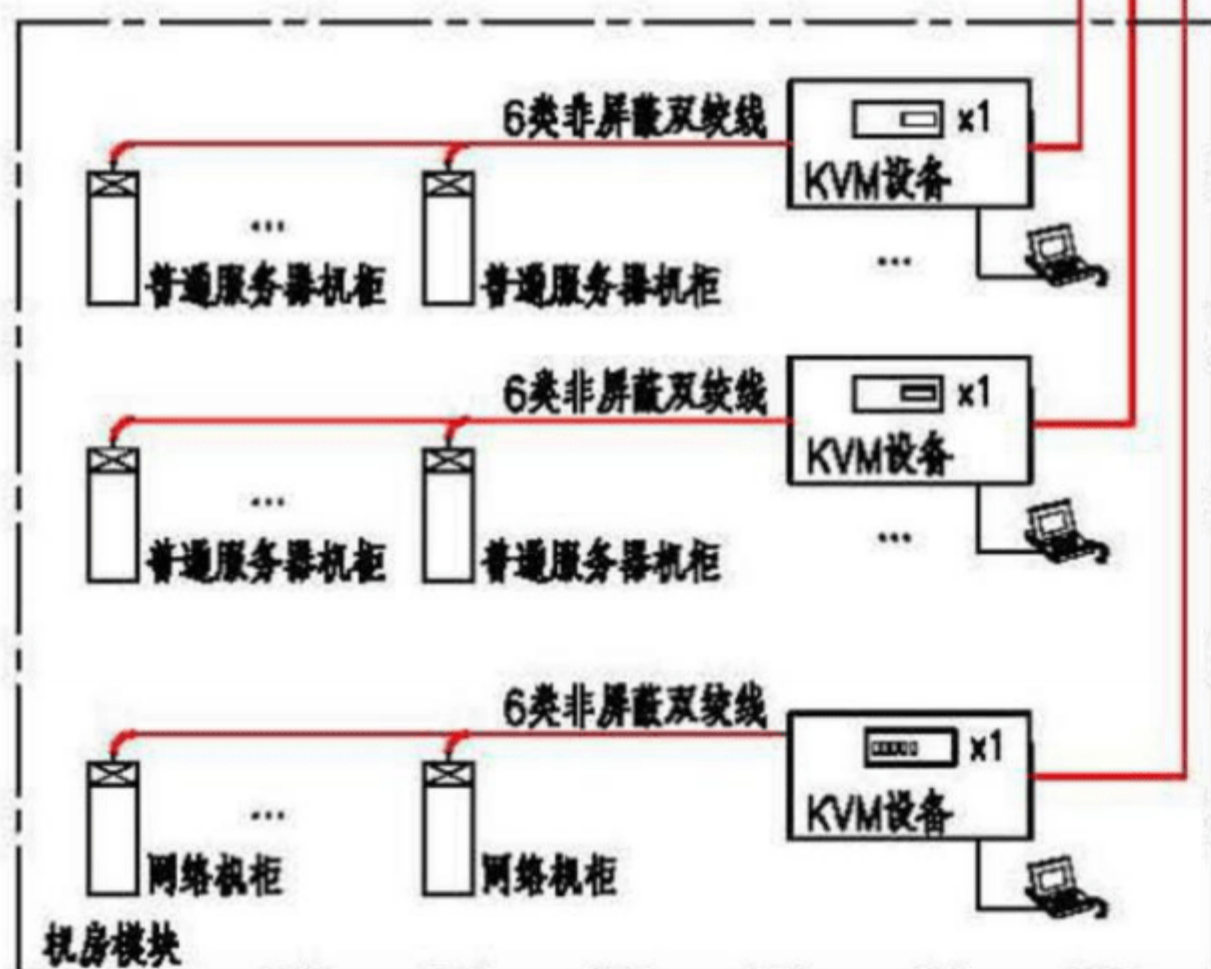 6类非屏蔽双绞线
x1
KVM设备
...
...
普通服务器机柜
普通服务器机柜
6类非屏蔽双绞线
x1
KVM设备
...
...
普通服务器机柜
普通服务器机柜
6类非屏蔽双绞线
x1
KVM设备
...
网络机柜
网络机柜
机房模块